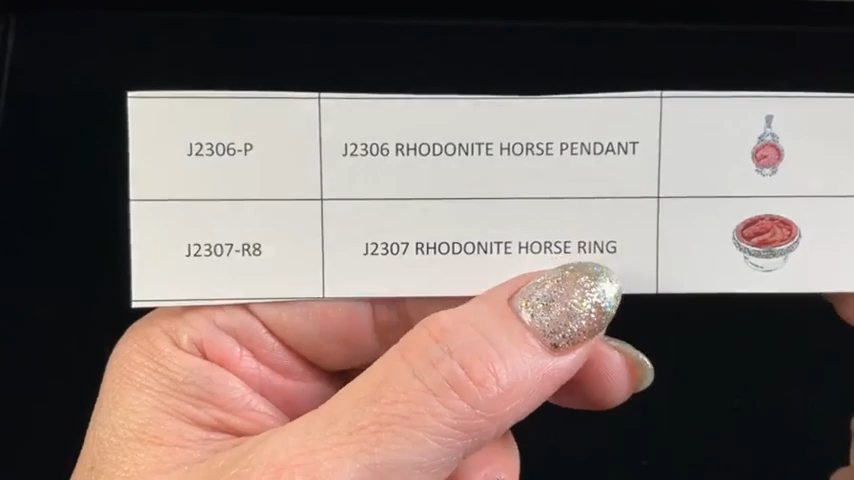 J2306-P J2306 RHODONITE HORSE PENDANT
J2307-R8 J2307 RHODONITE HORSE RING